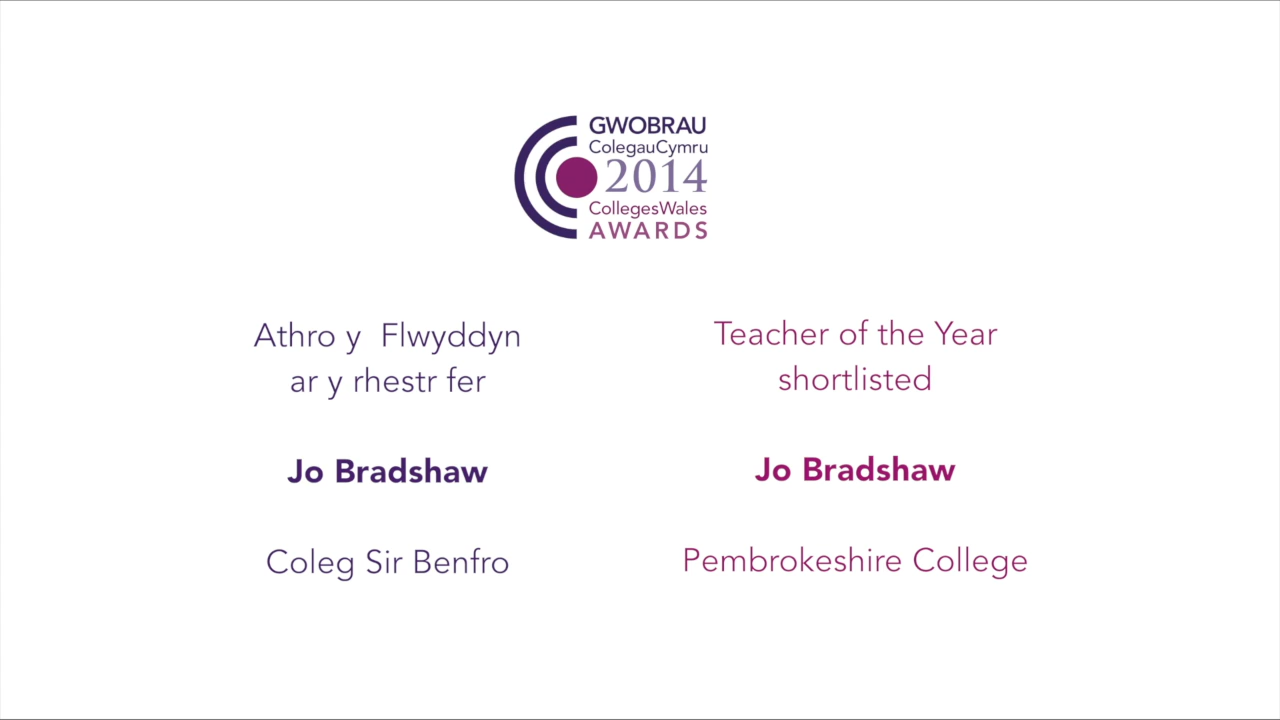 GWOBRAU
ColegauCymru
2014
CollegesWales
AWARDS
Athro y Flwyddyn
ar y rhestr fer
Jo Bradshaw
Coleg Sir Benfro
Teacher of the Year
shortlisted
Jo Bradshaw
Pembrokeshire College